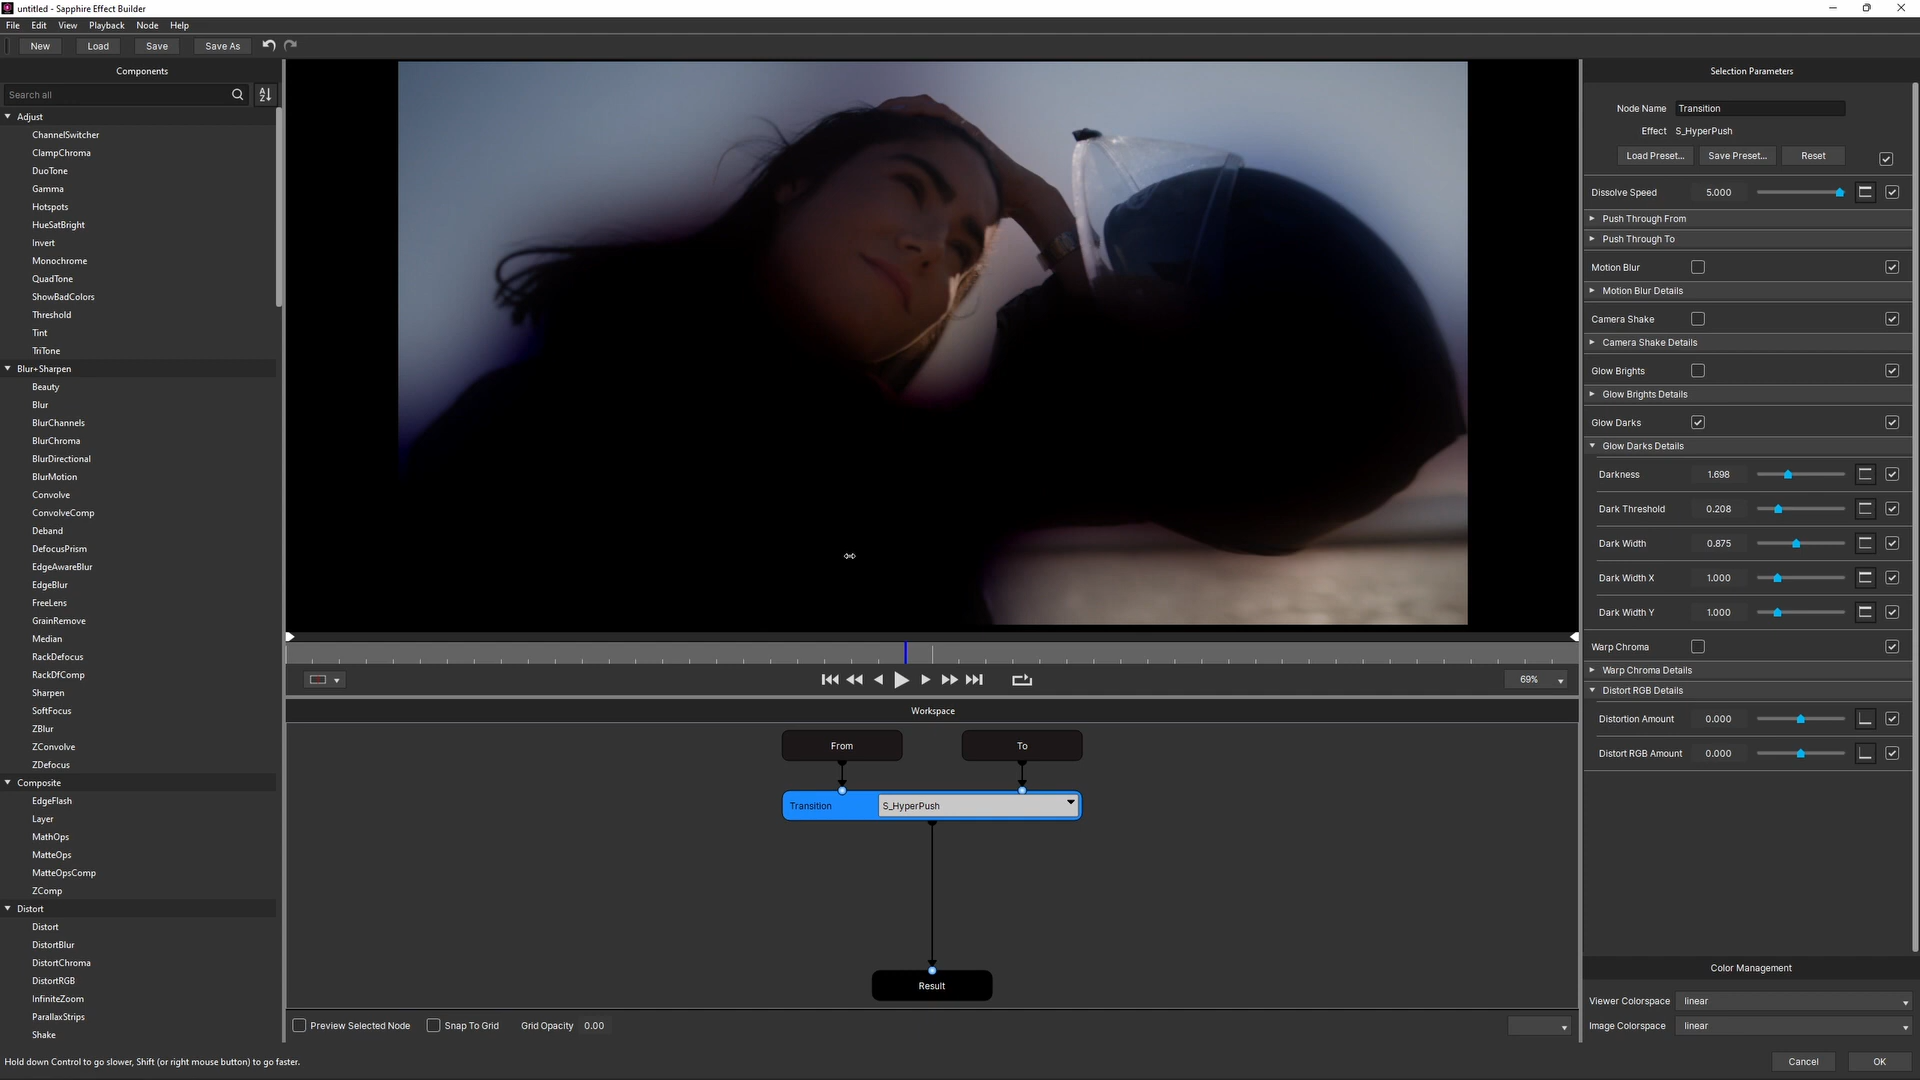 untitled - Sapphire Effect Builder
File Edit View Playback Node Help
New Load Save Save As
Components
Search all
Adjust
ChannelSwitcher
ClampChroma
DuoTone
Gamma
Hotspots
HueSatBright
Invert
Monochrome
QuadTone
ShowBadColors
Threshold
Tint
TriTone
Blur+Sharpen
Beauty
Blur
BlurChannels
BlurChroma
BlurDirectional
BlurMotion
Convolve
ConvolveComp
Deband
DefocusPrism
EdgeAwareBlur
EdgeBlur
FreeLens
GrainRemove
Median
RackDefocus
RackDfComp
Sharpen
SoftFocus
ZBlur
ZConvolve
ZDefocus
Composite
EdgeFlash
Layer
MathOps
MatteOps
MatteOpsComp
ZComp
Distort
Distort
DistortBlur
DistortChroma
DistortRGB
InfiniteZoom
ParallaxStrips
Shake
69%
Workspace
From To
Transition S_HyperPush
Result
Preview Selected Node Snap To Grid Grid Opacity 0.00
Selection Parameters
Node Name Transition
Effect S_HyperPush
Load Preset... Save Preset... Reset
Dissolve Speed 5.000
Push Through From
Push Through To
Motion Blur
Motion Blur Details
Camera Shake
Camera Shake Details
Glow Brights
Glow Brights Details
Glow Darks
Glow Darks Details
Darkness 1.698
Dark Threshold 0.208
Dark Width 0.875
Dark Width X 1.000
Dark Width Y 1.000
Warp Chroma
Warp Chroma Details
Distort RGB Details
Distortion Amount 0.000
Distort RGB Amount 0.000
Color Management
Viewer Colorspace linear
Image Colorspace linear
Hold down Control to go slower, Shift (or right mouse button) to go faster.
Cancel OK